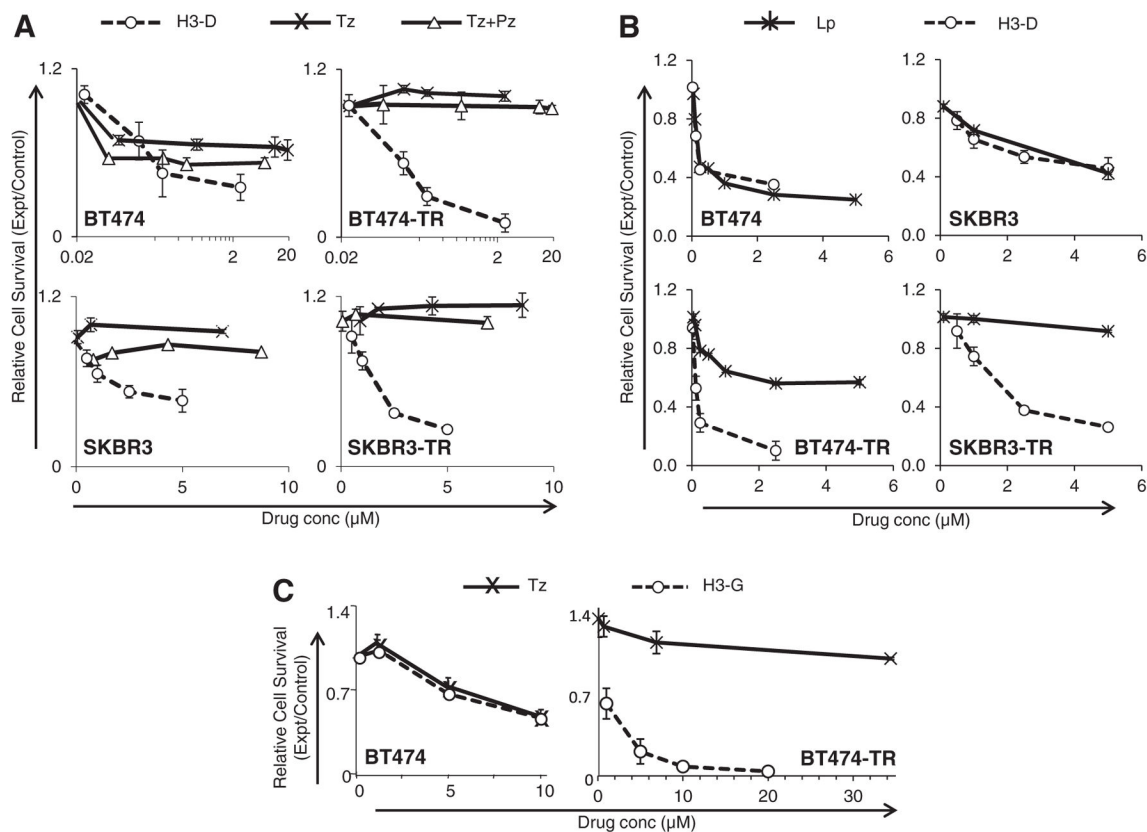 A
H3-D Tz Tz+Pz
Relative Cell Survival (Expt/Control)
1.2
0
0.02 2 20
BT474
0.02 2 20
BT474-TR
1.2
0
0 5 10
SKBR3
0 5 10
SKBR3-TR
Drug conc (µM)
B
Lp H3-D
Relative Cell Survival (Expt/Control)
1.2
0.8
0.4
0.0
0 2 4 6
BT474
1.2
0.8
0.4
0.0
0 2 4 6
SKBR3
1.2
0.8
0.4
0.0
0 2 4 6
BT474-TR
1.2
0.8
0.4
0.0
0 2 4 6
SKBR3-TR
Drug conc (µM)
C
Tz H3-G
Relative Cell Survival
(Expt/Control)
1.4
0.7
0
0 5 10
BT474
1.4
0.7
0
0 10 20 30
BT474-TR
Drug conc (µM)